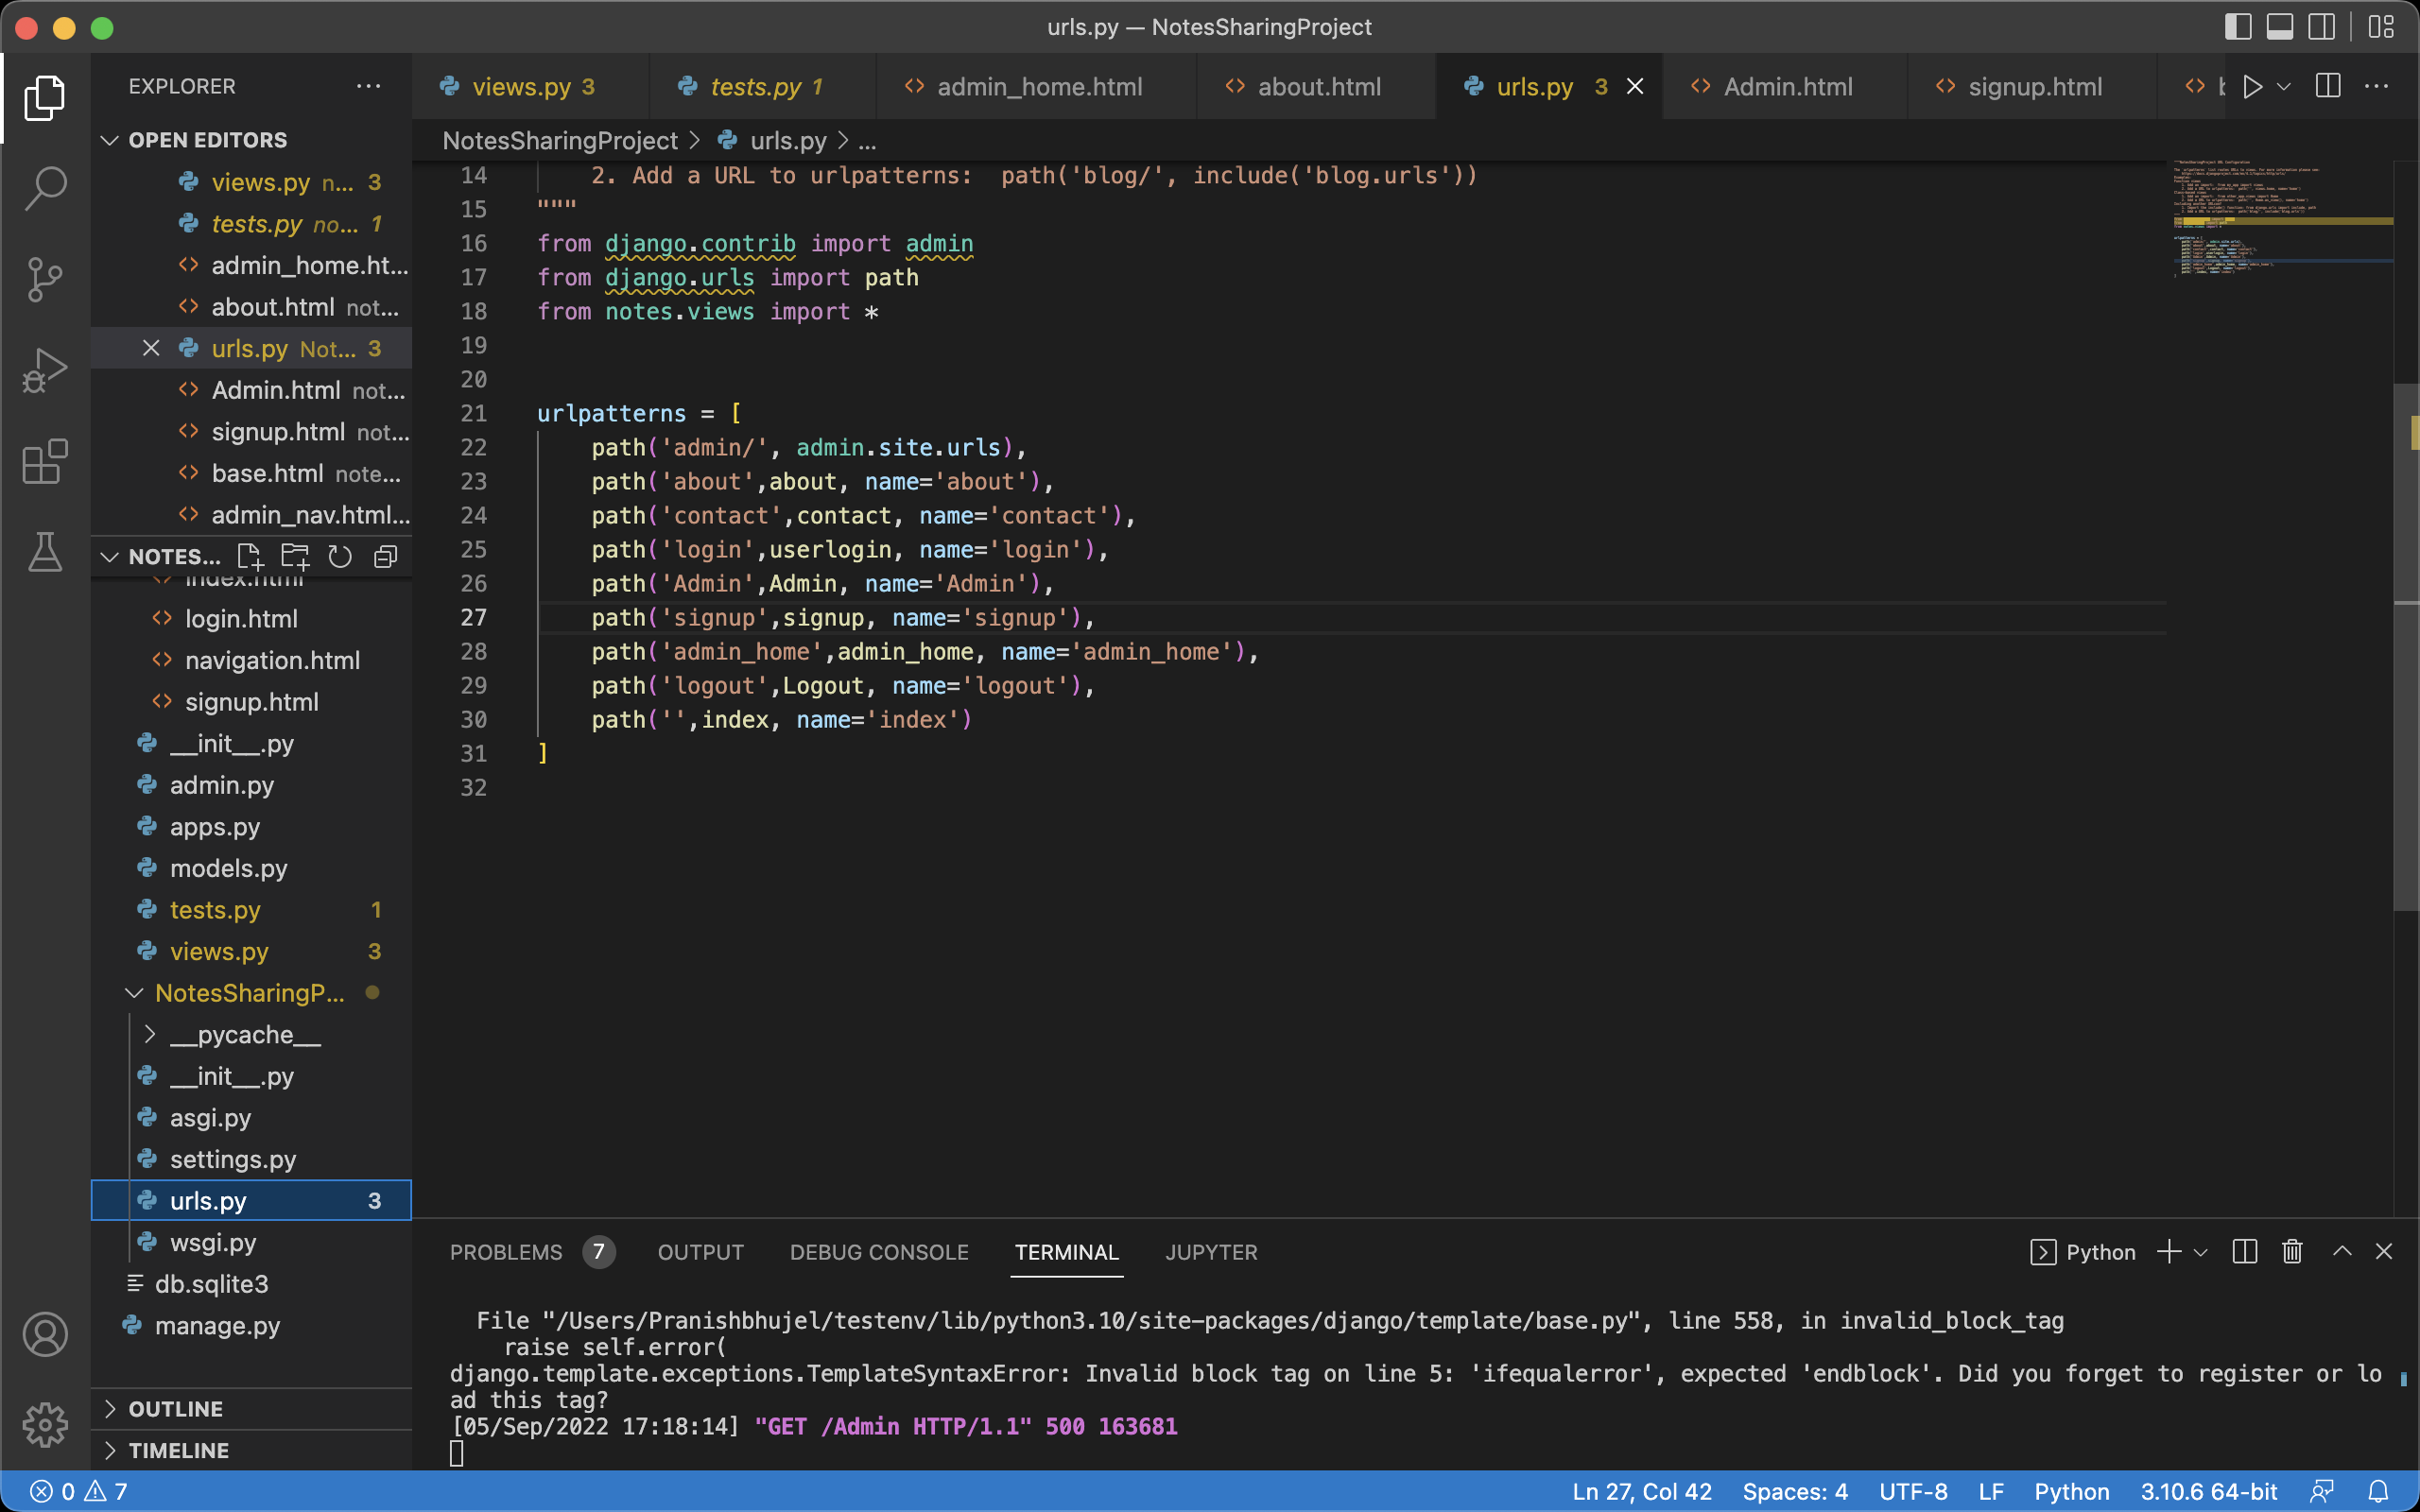 urls.py — NotesSharingProject
EXPLORER
views.py 3
tests.py 1
admin_home.html
about.html
urls.py 3
Admin.html
signup.html
OPEN EDITORS
NotesSharingProject > urls.py > ...
views.py n... 3
tests.py no... 1
admin_home.ht...
about.html not...
urls.py Not... 3
Admin.html not...
signup.html not...
base.html note...
admin_nav.html...
NOTES...
index.html
login.html
navigation.html
signup.html
__init__.py
admin.py
apps.py
models.py
tests.py 1
views.py 3
NotesSharingP...
__pycache__
__init__.py
asgi.py
settings.py
urls.py 3
wsgi.py
db.sqlite3
manage.py
OUTLINE
TIMELINE
14 2. Add a URL to urlpatterns:  path('blog/', include('blog.urls'))
15 """
16 from django.contrib import admin
17 from django.urls import path
18 from notes.views import *
19
20
21 urlpatterns = [
22 path('admin/', admin.site.urls),
23 path('about',about, name='about'),
24 path('contact',contact, name='contact'),
25 path('login',userlogin, name='login'),
26 path('Admin',Admin, name='Admin'),
27 path('signup',signup, name='signup'),
28 path('admin_home',admin_home, name='admin_home'),
29 path('logout',Logout, name='logout'),
30 path('',index, name='index')
31 ]
32
PROBLEMS 7 OUTPUT DEBUG CONSOLE TERMINAL JUPYTER
Python
File "/Users/Pranishbhujel/testenv/lib/python3.10/site-packages/django/template/base.py", line 558, in invalid_block_tag
raise self.error(
django.template.exceptions.TemplateSyntaxError: Invalid block tag on line 5: 'ifequalerror', expected 'endblock'. Did you forget to register or lo
ad this tag?
[05/Sep/2022 17:18:14] "GET /Admin HTTP/1.1" 500 163681
0 7
Ln 27, Col 42 Spaces: 4 UTF-8 LF Python 3.10.6 64-bit